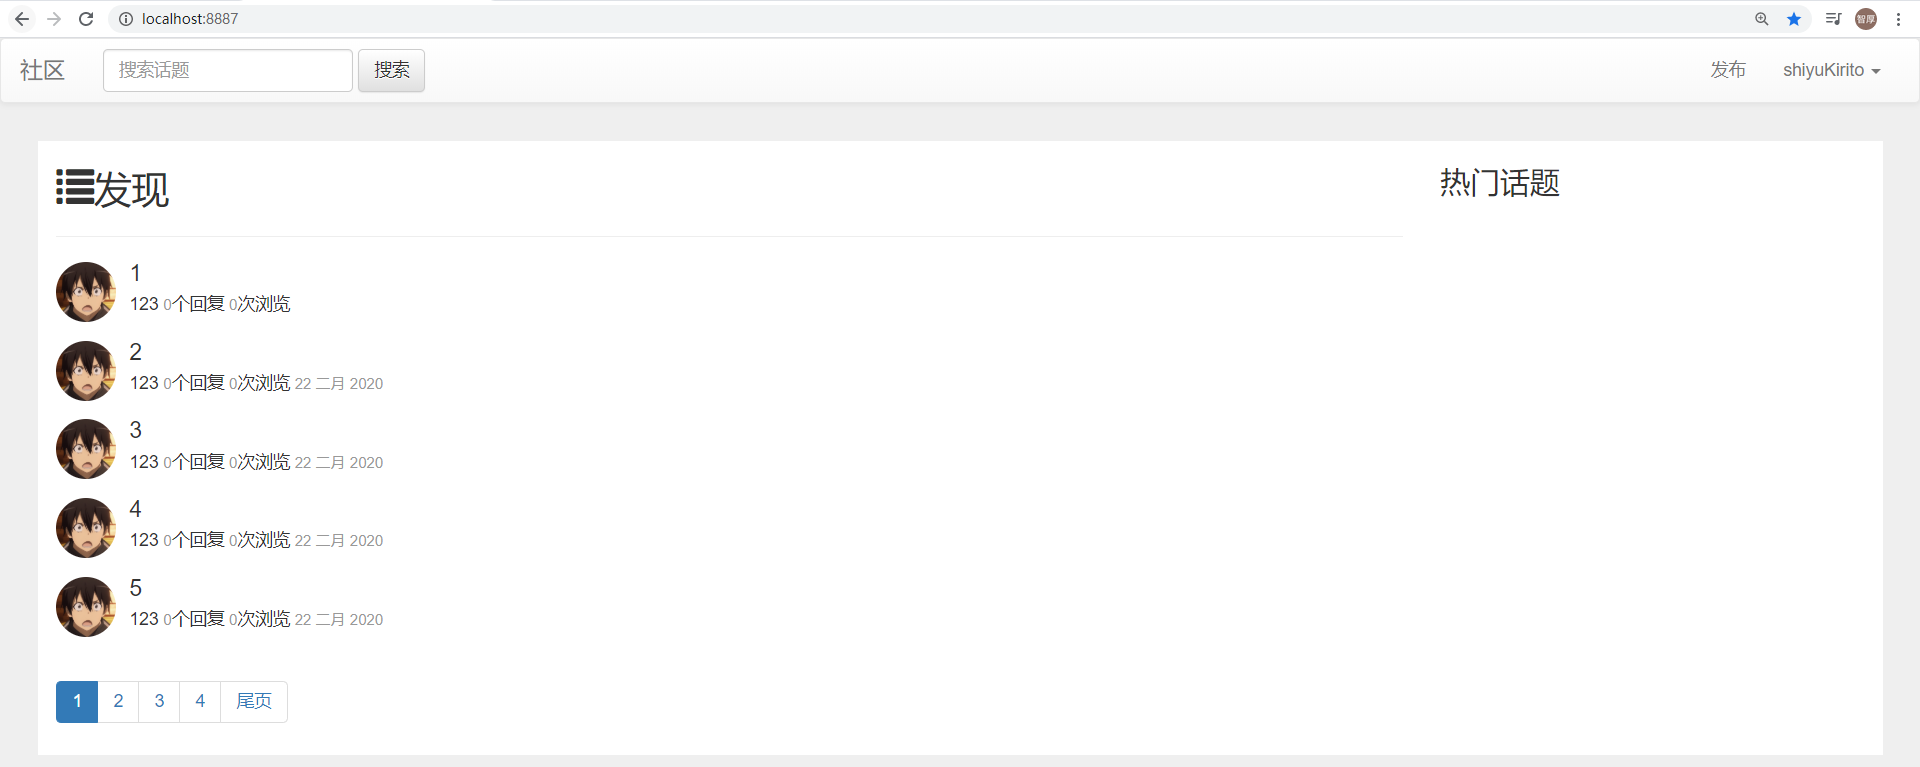 localhost:8887
智厚
社区 搜索话题 搜索 发布 shiyuKirito
发现
热门话题
1
123 0个回复 0次浏览
2
123 0个回复 0次浏览 22 二月 2020
3
123 0个回复 0次浏览 22 二月 2020
4
123 0个回复 0次浏览 22 二月 2020
5
123 0个回复 0次浏览 22 二月 2020
1 2 3 4 尾页